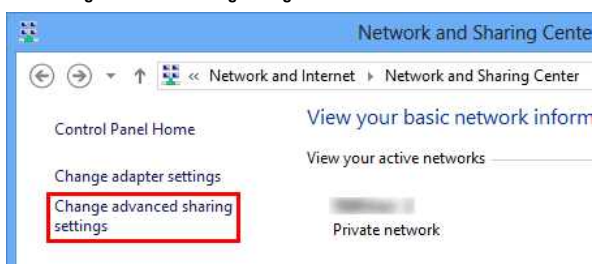 Network and Sharing Cente
« Network and Internet ▸ Network and Sharing Center
Control Panel Home
View your basic network inform
Change adapter settings
View your active networks
Change advanced sharing
settings
Private network